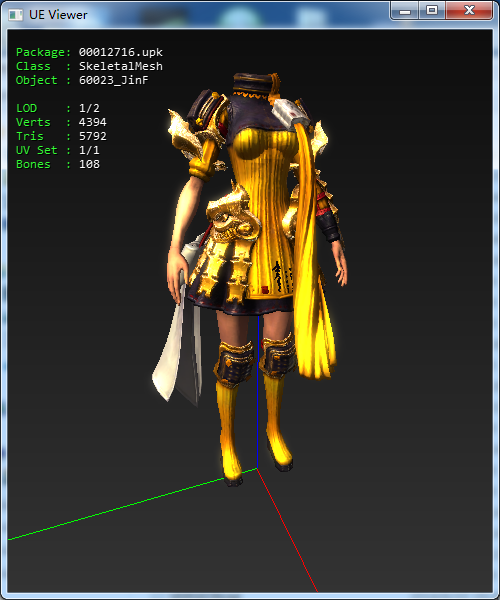 UE Viewer
Package: 00012716.upk
Class : SkeletalMesh
Object : 60023_JinF
LOD : 1/2
Verts : 4394
Tris : 5792
UV Set : 1/1
Bones : 108